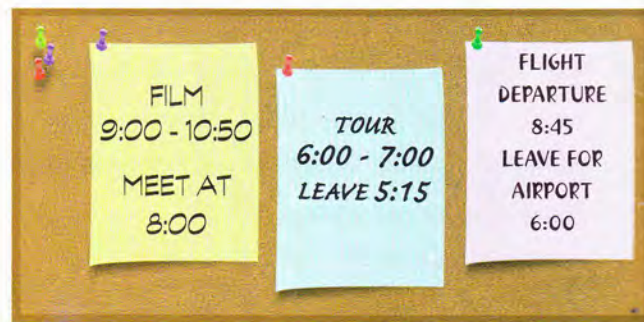 FILM
9:00 - 10:50
MEET AT
8:00
TOUR
6:00 - 7:00
LEAVE 5:15
FLIGHT
DEPARTURE
8:45
LEAVE FOR
AIRPORT
6:00